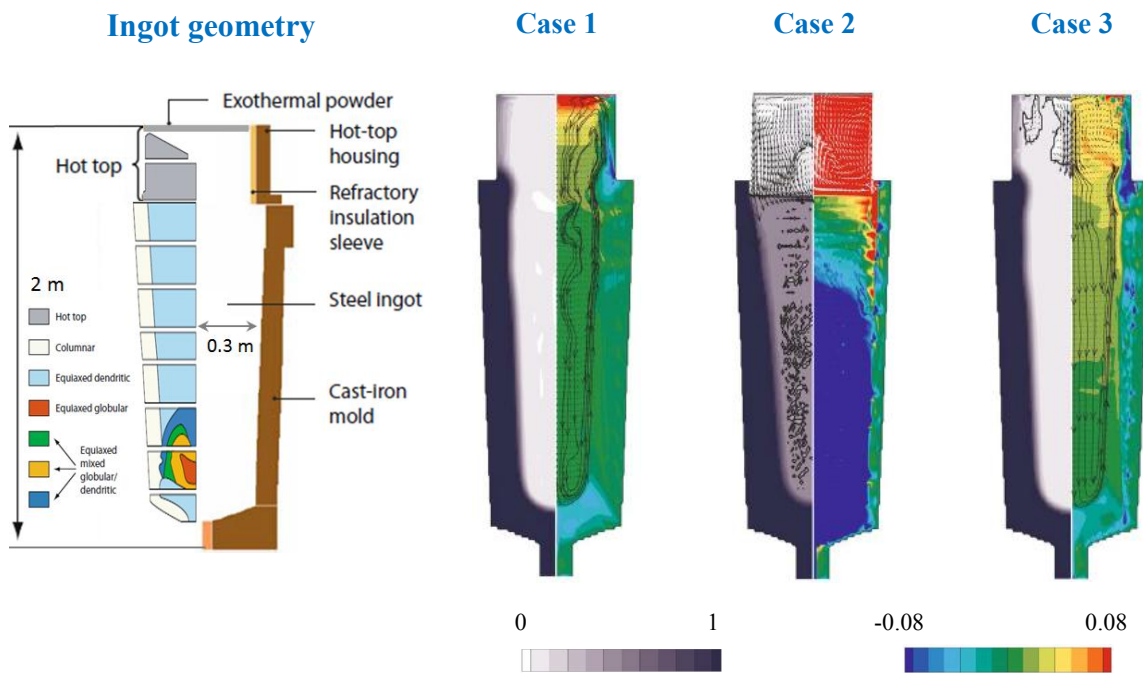 Ingot geometry
Case 1
Case 2
Case 3
Exothermal powder
Hot top
Hot-top
housing
Refractory
insulation
sleeve
2 m
Steel ingot
0.3 m
Hot top
Columnar
Equiaxed dendritic
Equiaxed globular
Equiaxed
mixed
globular/
dendritic
Cast-iron
mold
0
1
-0.08
0.08